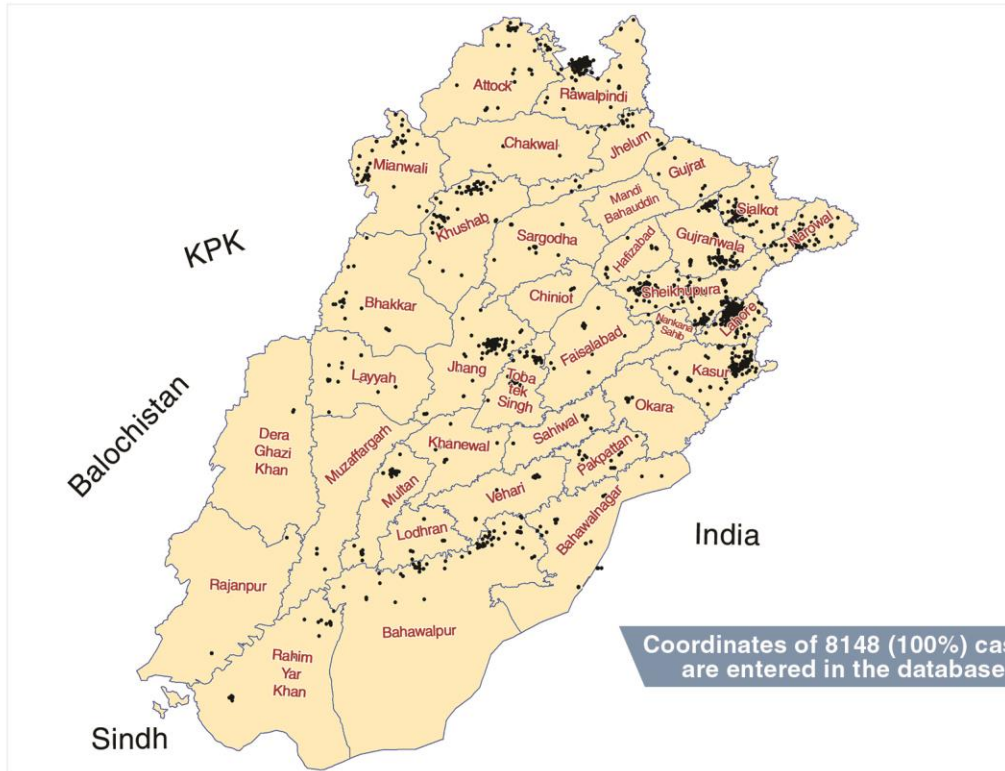 Attock
Rawalpindi
Chakwal
Jhelum
Mianwali
Gujrat
Mandi
Bahauddin
Khushab
Sialkot
Narowal
KPK
Sargodha
Hafizabad
Gujranwala
Sheikhupura
Chiniot
Bhakkar
Lahore
Nankana
Sahib
Faisalabad
Jhang
Kasur
Layyah
Toba
Tek
Singh
Balochistan
Okara
Dera
Ghazi
Khan
Muzaffargarh
Khanewal
Sahiwal
Pakpattan
Multan
Vehari
Bahawalnagar
Lodhran
India
Rajanpur
Bahawalpur
Rahim
Yar
Khan
Coordinates of 8148 (100%) cas
are entered in the database
Sindh